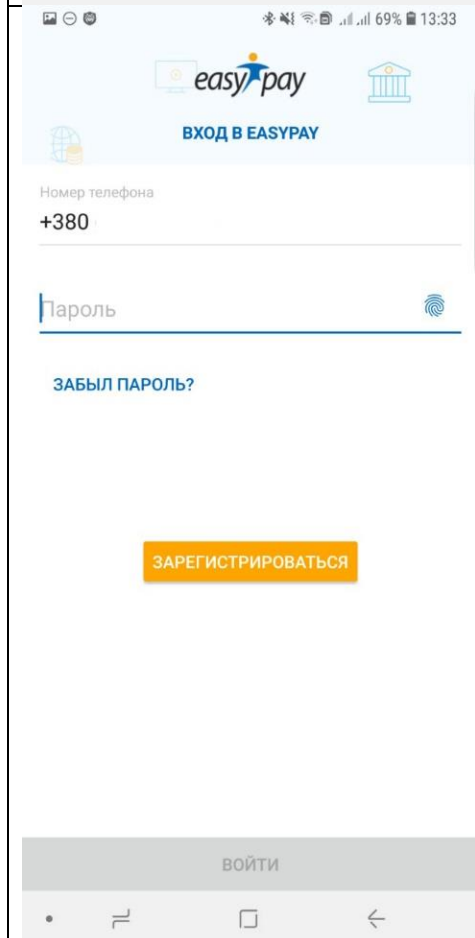 69% 13:33
easypay
ВХОД В EASYPAY
Номер телефона
+380
Пароль
ЗАБЫЛ ПАРОЛЬ?
ЗАРЕГИСТРИРОВАТЬСЯ
ВОЙТИ